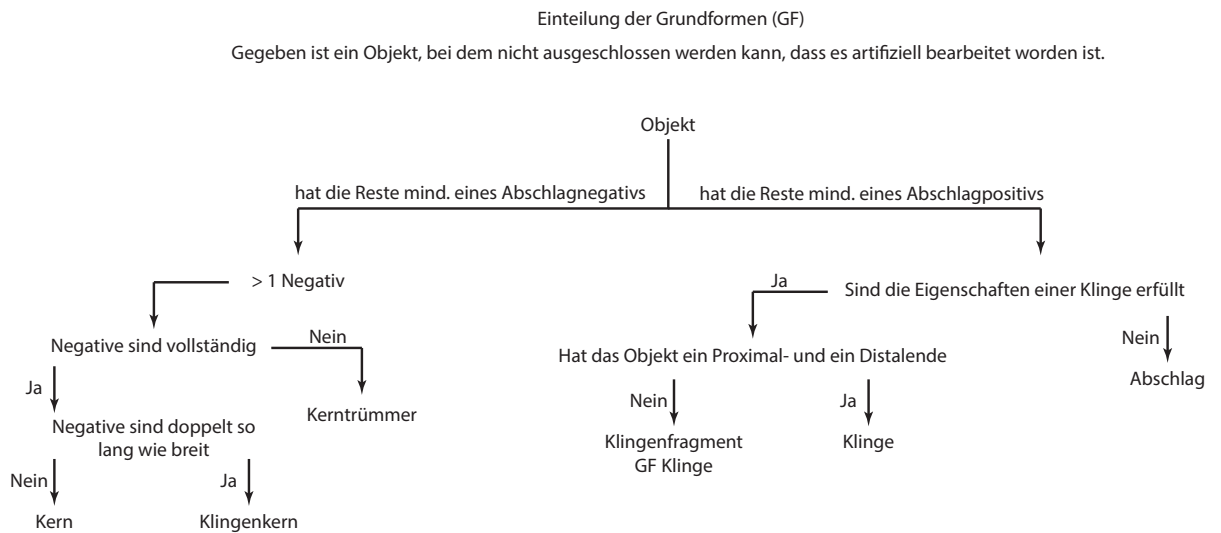 Einteilung der Grundformen (GF)
Gegeben ist ein Objekt, bei dem nicht ausgeschlossen werden kann, dass es artifiziell bearbeitet worden ist.
Objekt
hat die Reste mind. eines Abschlagnegativs
hat die Reste mind. eines Abschlagpositivs
> 1 Negativ
Ja
Sind die Eigenschaften einer Klinge erfüllt
Negative sind vollständig
Nein
Hat das Objekt ein Proximal- und ein Distalende
Nein
Abschlag
Ja
Kerntrümmer
Nein
Ja
Negative sind doppelt so
lang wie breit
Klingenfragment
GF Klinge
Klinge
Nein
Ja
Kern
Klingenkern